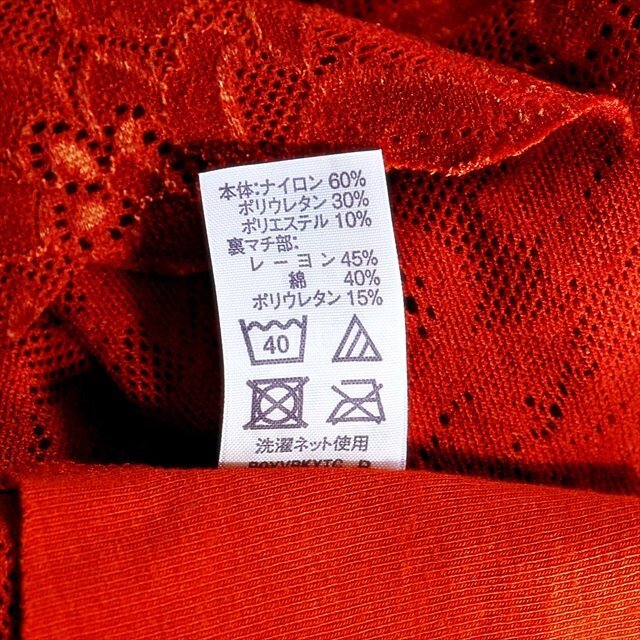 本体:ナイロン 60%
ポリウレタン 30%
ポリエステル 10%
裏マチ部:
レーヨン 45%
綿 40%
ポリウレタン 15%
40
洗濯ネット使用